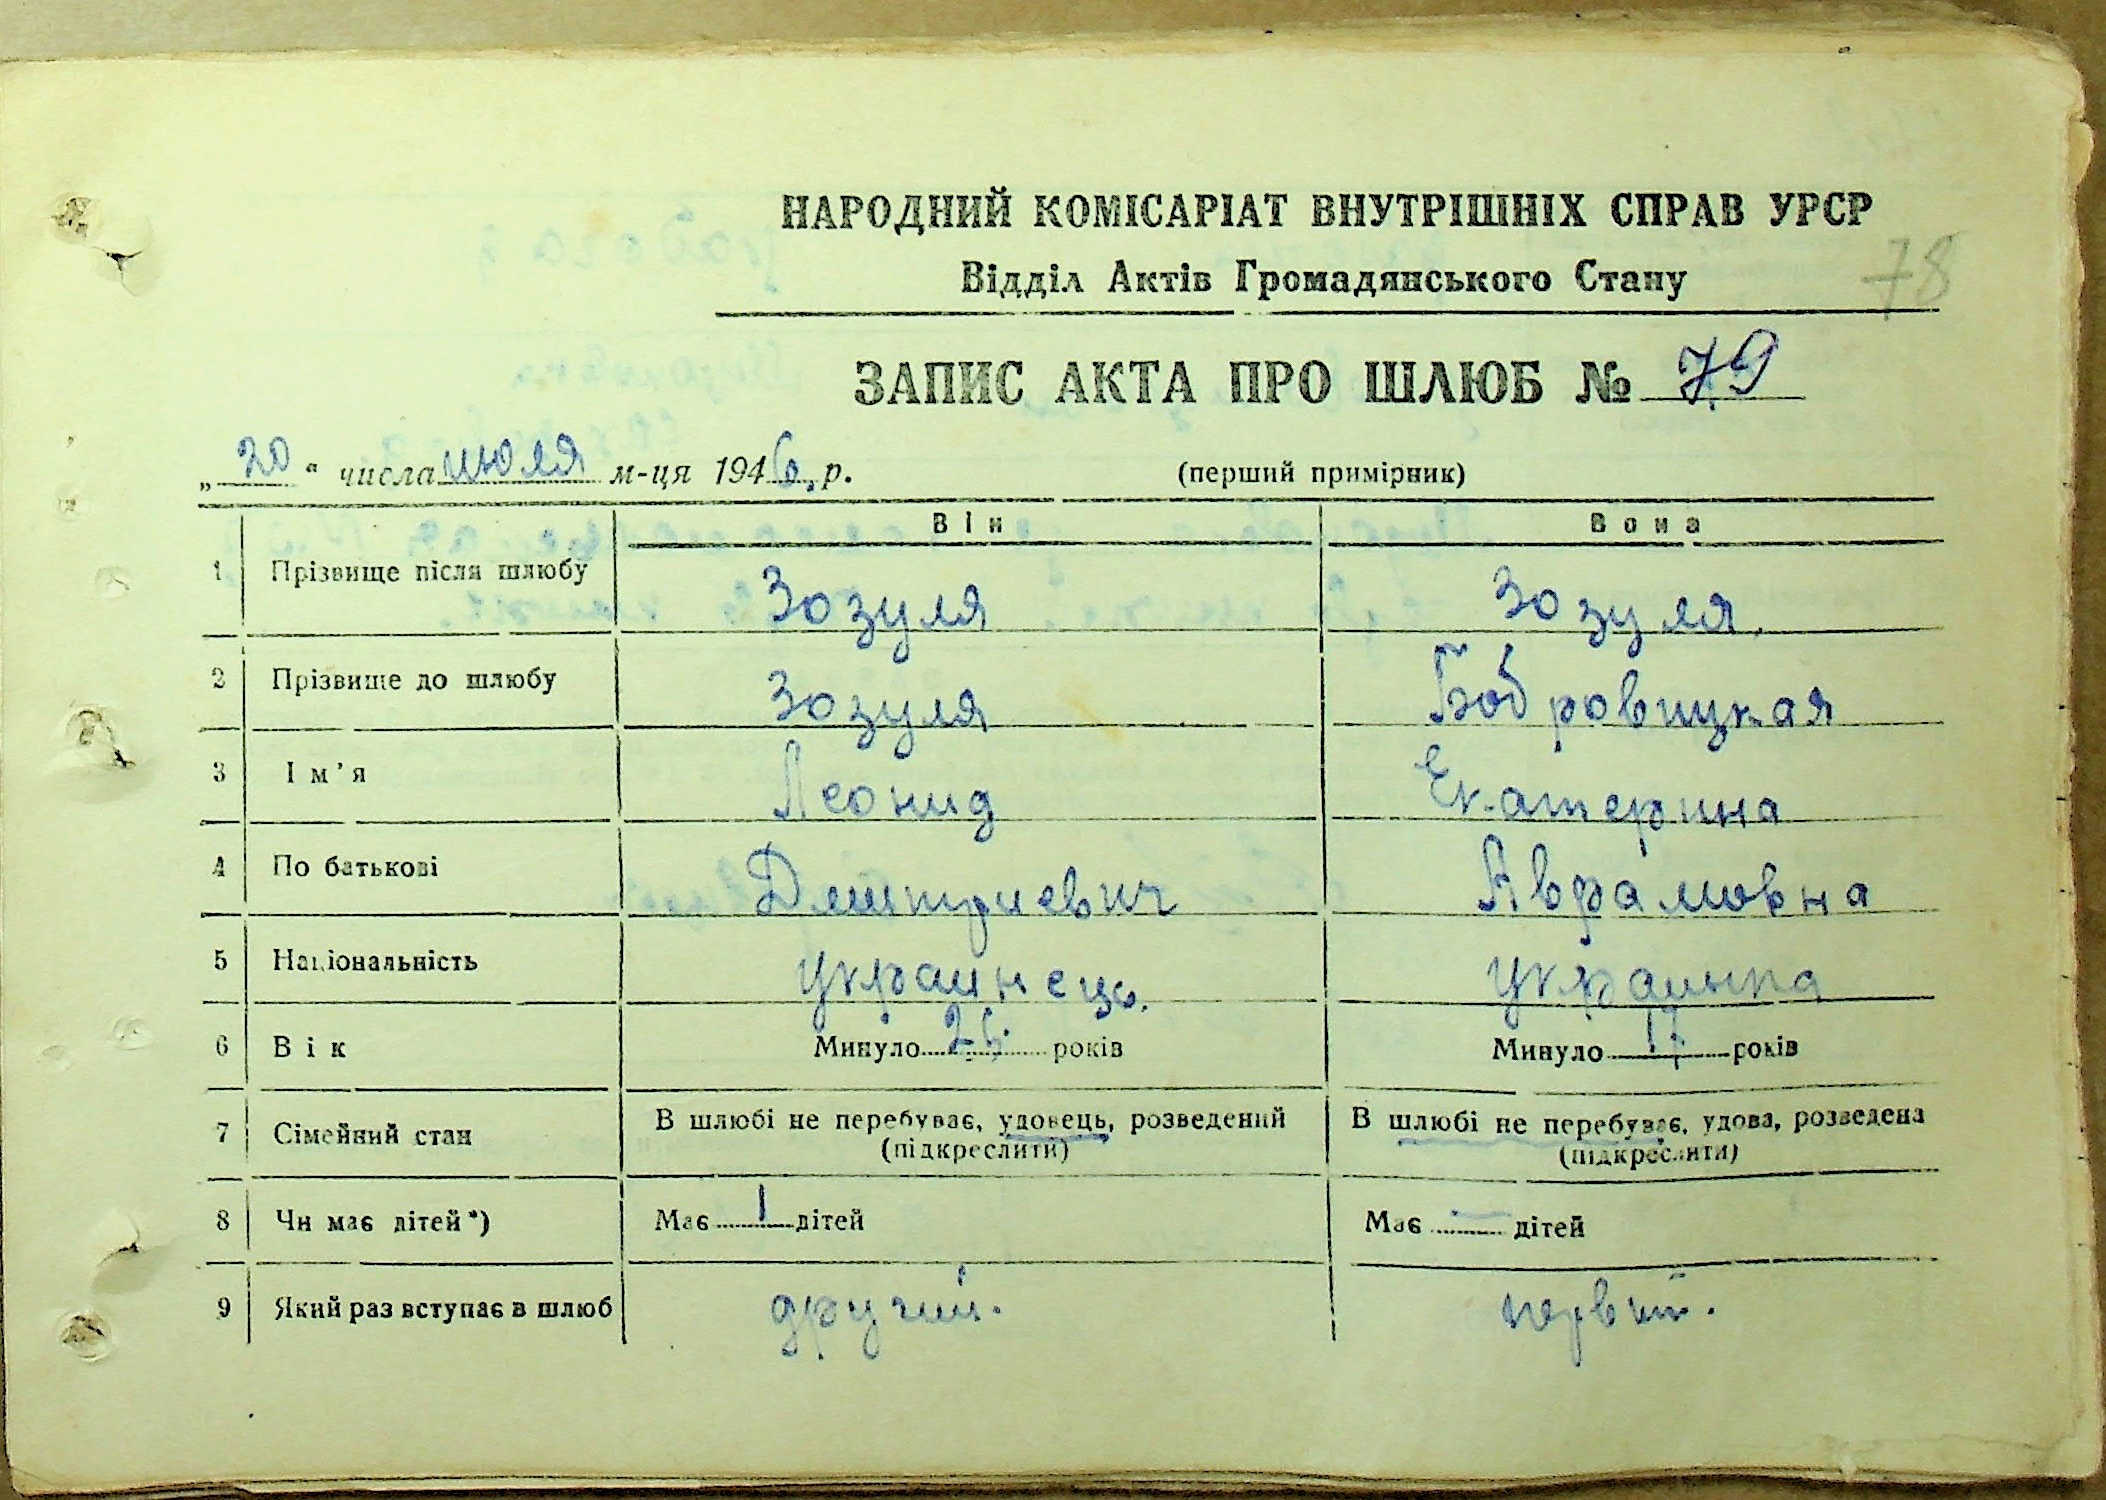 НАРОДНИЙ КОМІСАРІАТ ВНУТРІШНІХ СПРАВ УРСР
Відділ Актів Громадянського Стану
78
ЗАПИС АКТА ПРО ШЛЮБ № 79
„20“ числа июля м-ця 1946 р. (перший примірник)
Він Вона
1 Прізвище після шлюбу Зозуля Зозуля.
2 Прізвище до шлюбу Зозуля Бобровицкая
3 Ім’я Леонид Екатерина
4 По батькові Дмитриевич Аврамовна
5 Національність украинець. украинка
6 Вік Минуло років Минуло 17 років
7 Сімейний стан В шлюбі не перебуває, удовець, розведений В шлюбі не перебуває, удова, розведена
(підкреслити) (підкреслити)
8 Чи має дітей*) Має 1 дітей Має — дітей
9 Який раз вступає в шлюб другий. первий.